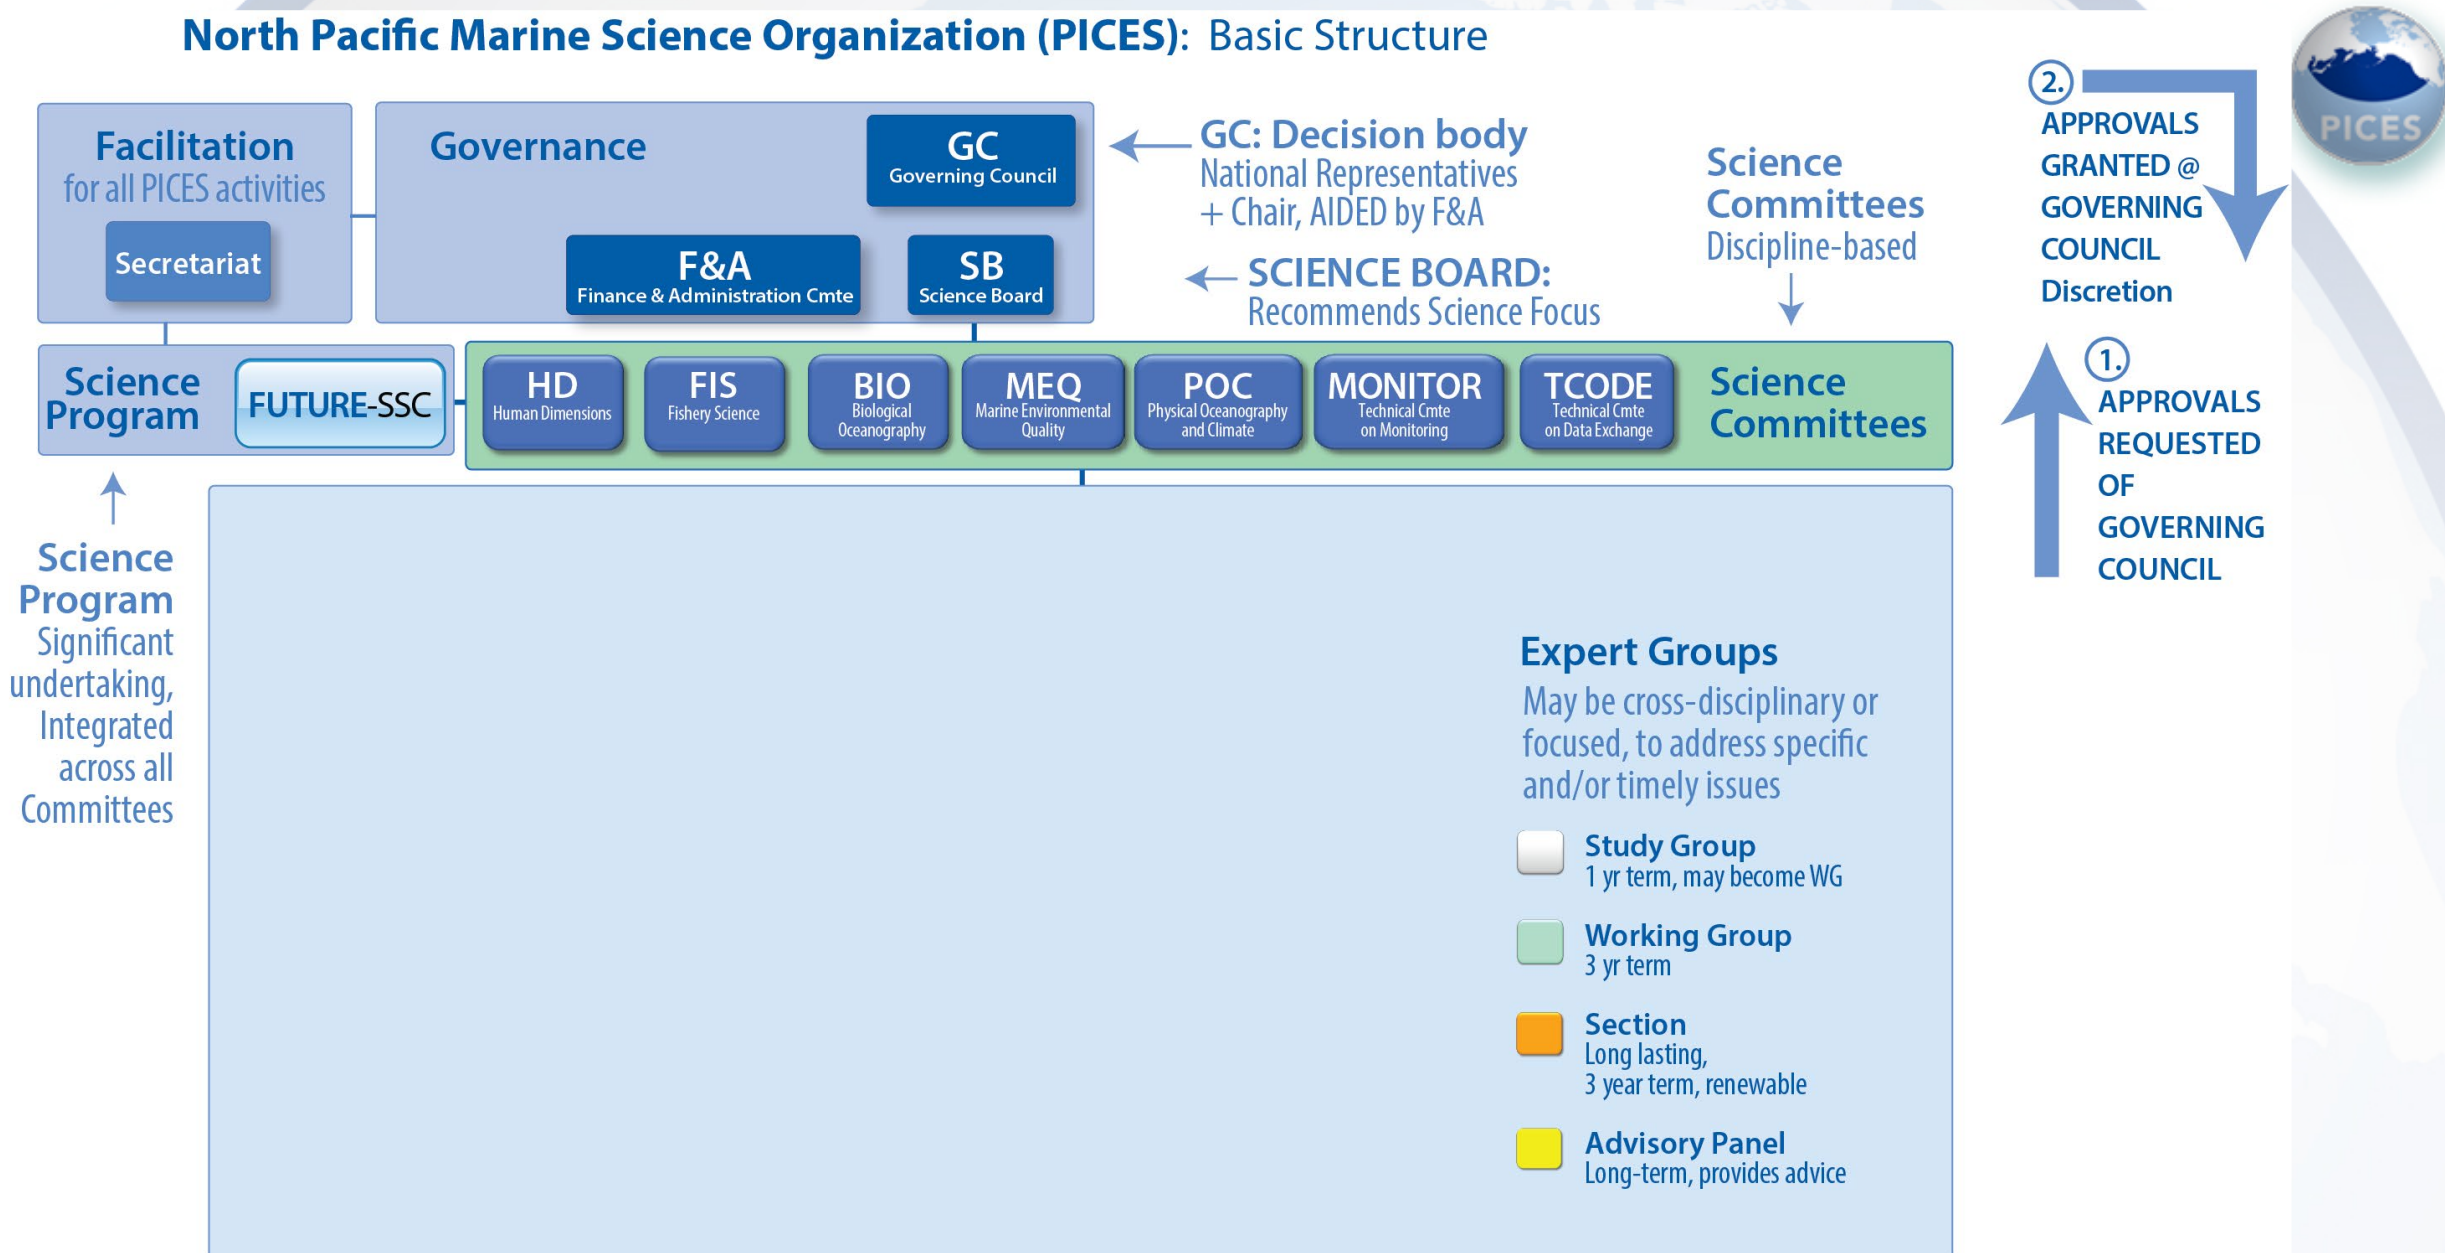 North Pacific Marine Science Organization (PICES): Basic Structure
PICES
Facilitation
for all PICES activities
Secretariat
Governance
GC
Governing Council
F&A
Finance & Administration Cmte
SB
Science Board
GC: Decision body
National Representatives
+ Chair, AIDED by F&A
SCIENCE BOARD:
Recommends Science Focus
Science
Committees
Discipline-based
2.
APPROVALS
GRANTED @
GOVERNING
COUNCIL
Discretion
1.
APPROVALS
REQUESTED
OF
GOVERNING
COUNCIL
Science
Program
FUTURE-SSC
HD
Human Dimensions
FIS
Fishery Science
BIO
Biological
Oceanography
MEQ
Marine Environmental
Quality
POC
Physical Oceanography
and Climate
MONITOR
Technical Cmte
on Monitoring
TCODE
Technical Cmte
on Data Exchange
Science
Committees
Science
Program
Significant
undertaking,
Integrated
across all
Committees
Expert Groups
May be cross-disciplinary or
focused, to address specific
and/or timely issues
Study Group
1 yr term, may become WG
Working Group
3 yr term
Section
Long lasting,
3 year term, renewable
Advisory Panel
Long-term, provides advice